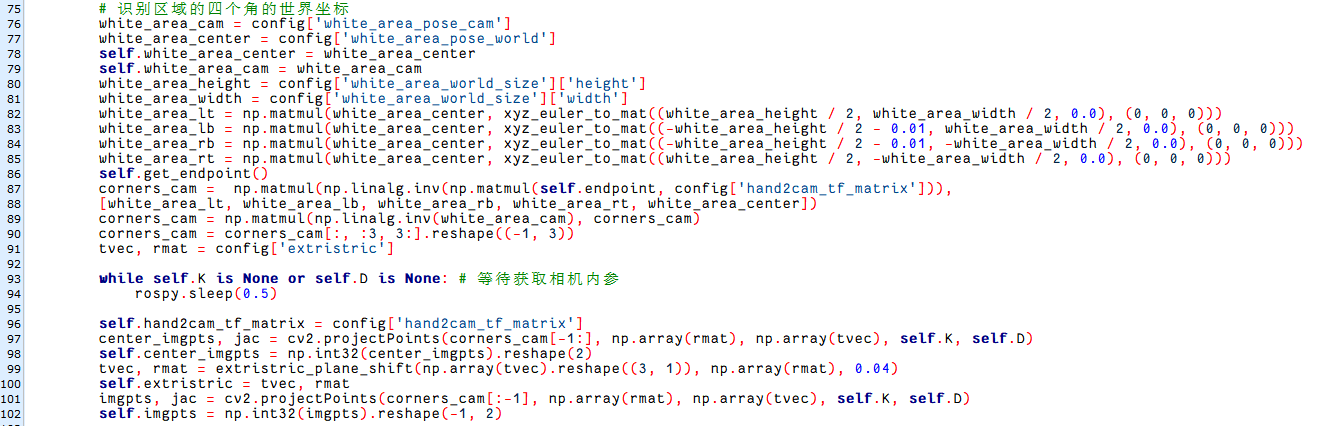 75 # 识别区域的四个角的世界坐标
76 white_area_cam = config['white_area_pose_cam']
77 white_area_center = config['white_area_pose_world']
78 self.white_area_center = white_area_center
79 self.white_area_cam = white_area_cam
80 white_area_height = config['white_area_world_size']['height']
81 white_area_width = config['white_area_world_size']['width']
82 white_area_lt = np.matmul(white_area_center, xyz_euler_to_mat((white_area_height / 2, white_area_width / 2, 0.0), (0, 0, 0)))
83 white_area_lb = np.matmul(white_area_center, xyz_euler_to_mat((-white_area_height / 2 - 0.01, white_area_width / 2, 0.0), (0, 0, 0)))
84 white_area_rb = np.matmul(white_area_center, xyz_euler_to_mat((-white_area_height / 2 - 0.01, -white_area_width / 2, 0.0), (0, 0, 0)))
85 white_area_rt = np.matmul(white_area_center, xyz_euler_to_mat((white_area_height / 2, -white_area_width / 2, 0.0), (0, 0, 0)))
86 self.get_endpoint()
87 corners_cam =  np.matmul(np.linalg.inv(np.matmul(self.endpoint, config['hand2cam_tf_matrix'])),
88 [white_area_lt, white_area_lb, white_area_rb, white_area_rt, white_area_center])
89 corners_cam = np.matmul(np.linalg.inv(white_area_cam), corners_cam)
90 corners_cam = corners_cam[:, :3, 3:].reshape((-1, 3))
91 tvec, rmat = config['extristric']
92
93 while self.K is None or self.D is None: # 等待获取相机内参
94 rospy.sleep(0.5)
95
96 self.hand2cam_tf_matrix = config['hand2cam_tf_matrix']
97 center_imgpts, jac = cv2.projectPoints(corners_cam[-1:], np.array(rmat), np.array(tvec), self.K, self.D)
98 self.center_imgpts = np.int32(center_imgpts).reshape(2)
99 tvec, rmat = extristric_plane_shift(np.array(tvec).reshape((3, 1)), np.array(rmat), 0.04)
100 self.extristric = tvec, rmat
101 imgpts, jac = cv2.projectPoints(corners_cam[:-1], np.array(rmat), np.array(tvec), self.K, self.D)
102 self.imgpts = np.int32(imgpts).reshape(-1, 2)